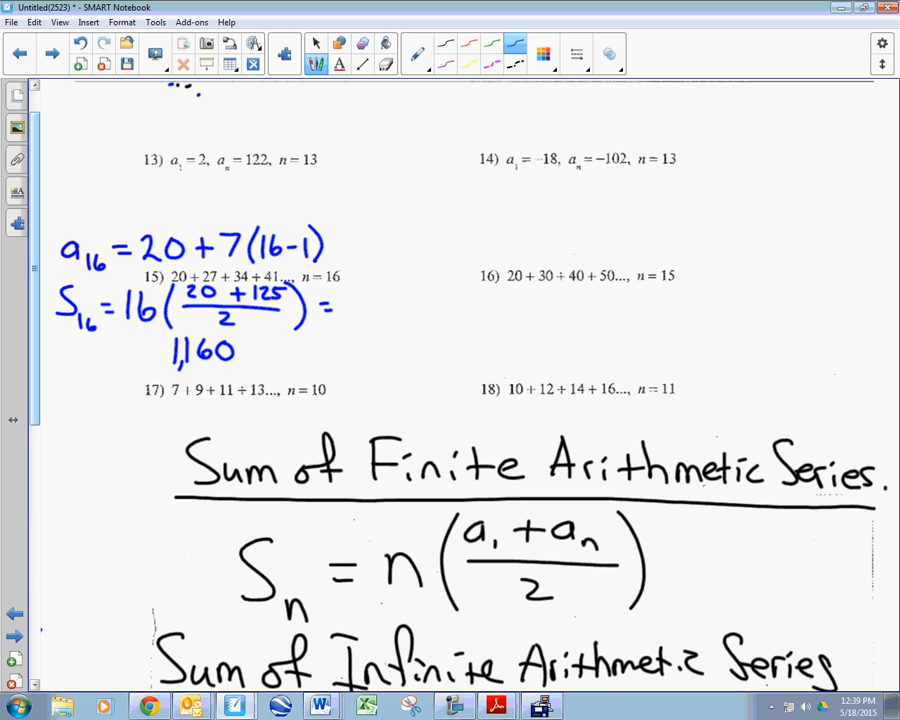 Untitled(2523) * - SMART Notebook
File Edit View Insert Format Tools Add-ons Help
13) a₁ = 2, aₙ = 122, n = 13
14) a₁ = -18, aₙ = -102, n = 13
a₁₆ = 20 + 7(16-1)
15) 20 + 27 + 34 + 41..., n = 16
16) 20 + 30 + 40 + 50..., n = 15
S₁₆ = 16 ( (20 + 125)/2 ) =
1,160
17) 7 + 9 + 11 + 13..., n = 10
18) 10 + 12 + 14 + 16..., n = 11
Sum of Finite Arithmetic Series.
Sₙ = n ( (a₁ + aₙ)/2 )
Sum of Infinite Arithmetic Series
12:39 PM
5/18/2015